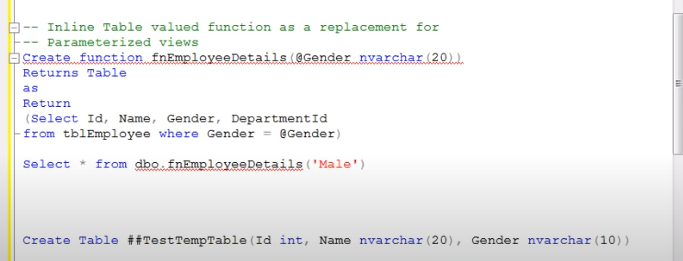 -- Inline Table valued function as a replacement for
-- Parameterized views
Create function fnEmployeeDetails(@Gender nvarchar(20))
Returns Table
as
Return
(Select Id, Name, Gender, DepartmentId
from tblEmployee where Gender = @Gender)
Select * from dbo.fnEmployeeDetails('Male')
Create Table ##TestTempTable(Id int, Name nvarchar(20), Gender nvarchar(10))